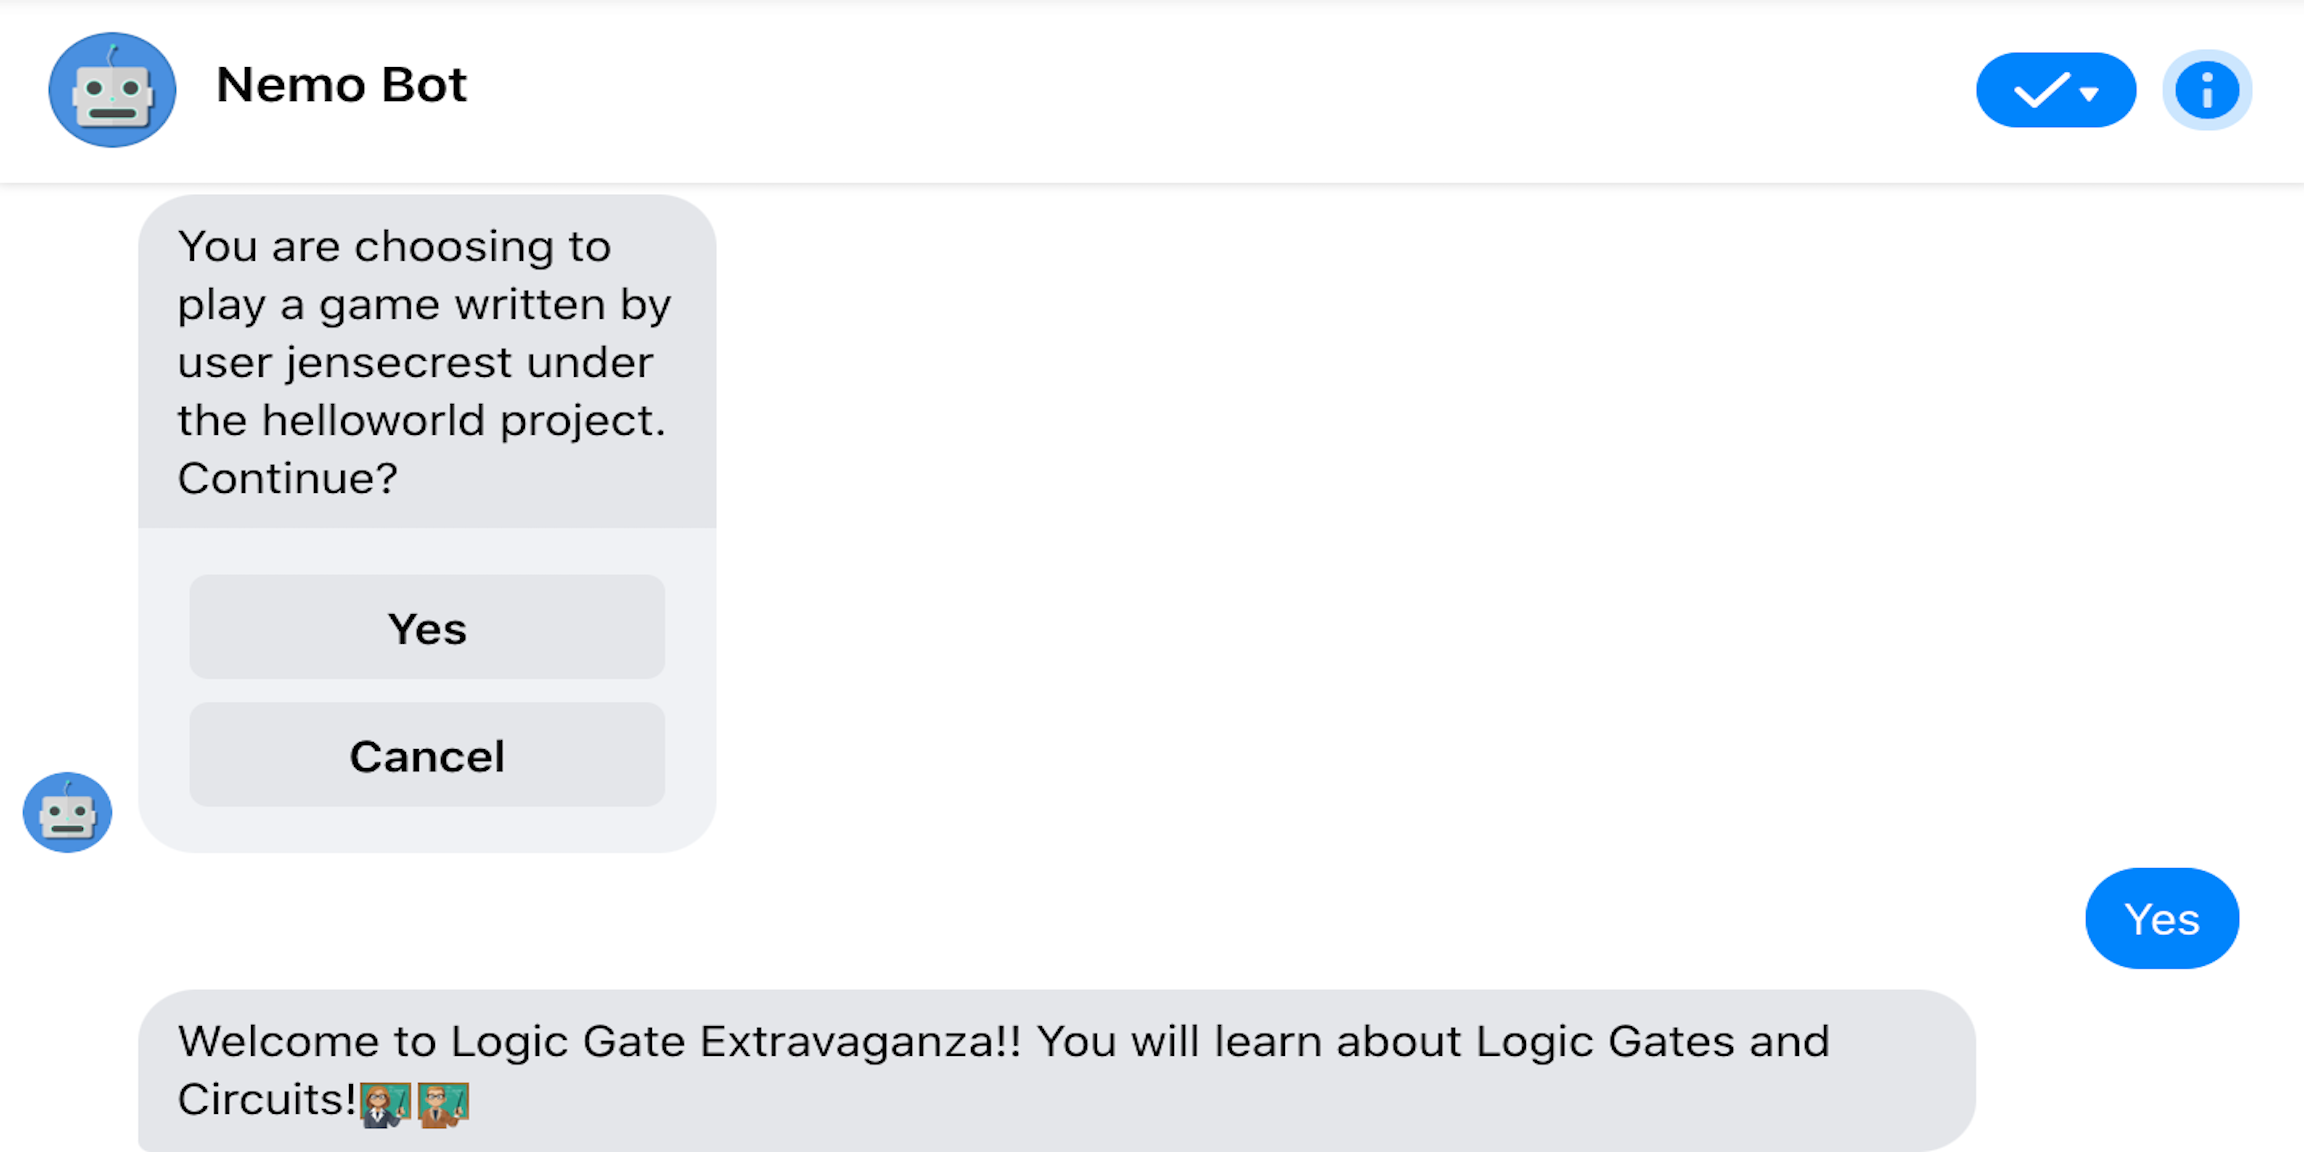 Nemo Bot
You are choosing to
play a game written by
user jensecrest under
the helloworld project.
Continue?
Yes
Cancel
Yes
Welcome to Logic Gate Extravaganza!! You will learn about Logic Gates and
Circuits!👩‍🏫👨‍🏫